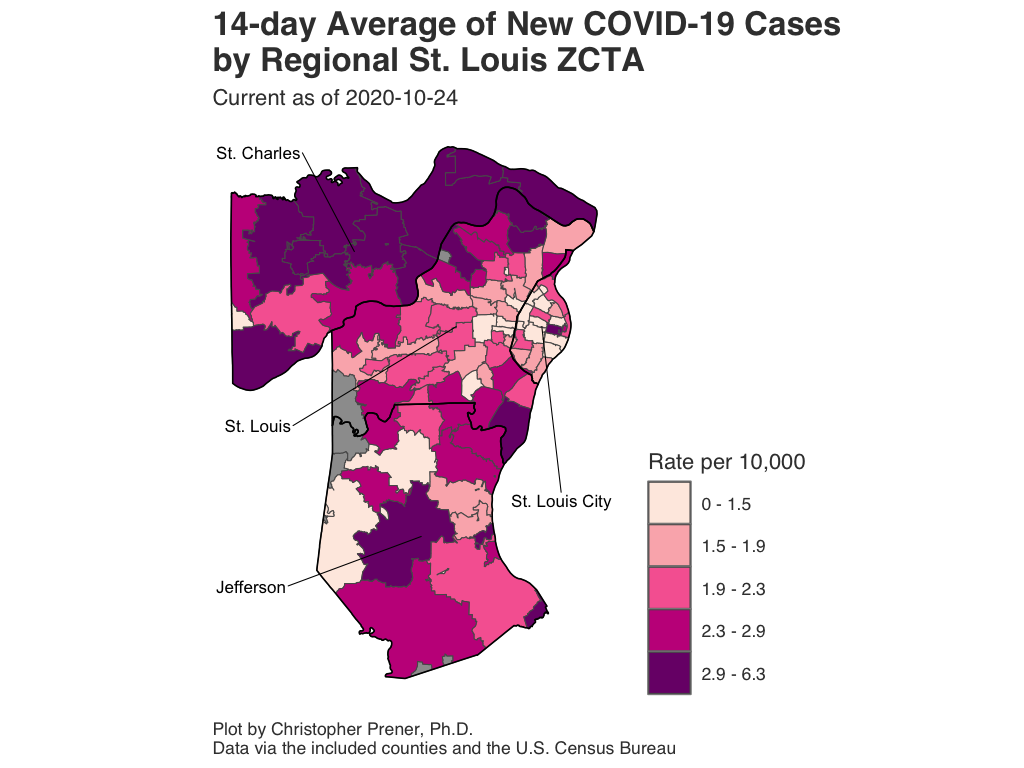 14-day Average of New COVID-19 Cases
by Regional St. Louis ZCTA
Current as of 2020-10-24
St. Charles
St. Louis
St. Louis City
Jefferson
Rate per 10,000
0 - 1.5
1.5 - 1.9
1.9 - 2.3
2.3 - 2.9
2.9 - 6.3
Plot by Christopher Prener, Ph.D.
Data via the included counties and the U.S. Census Bureau